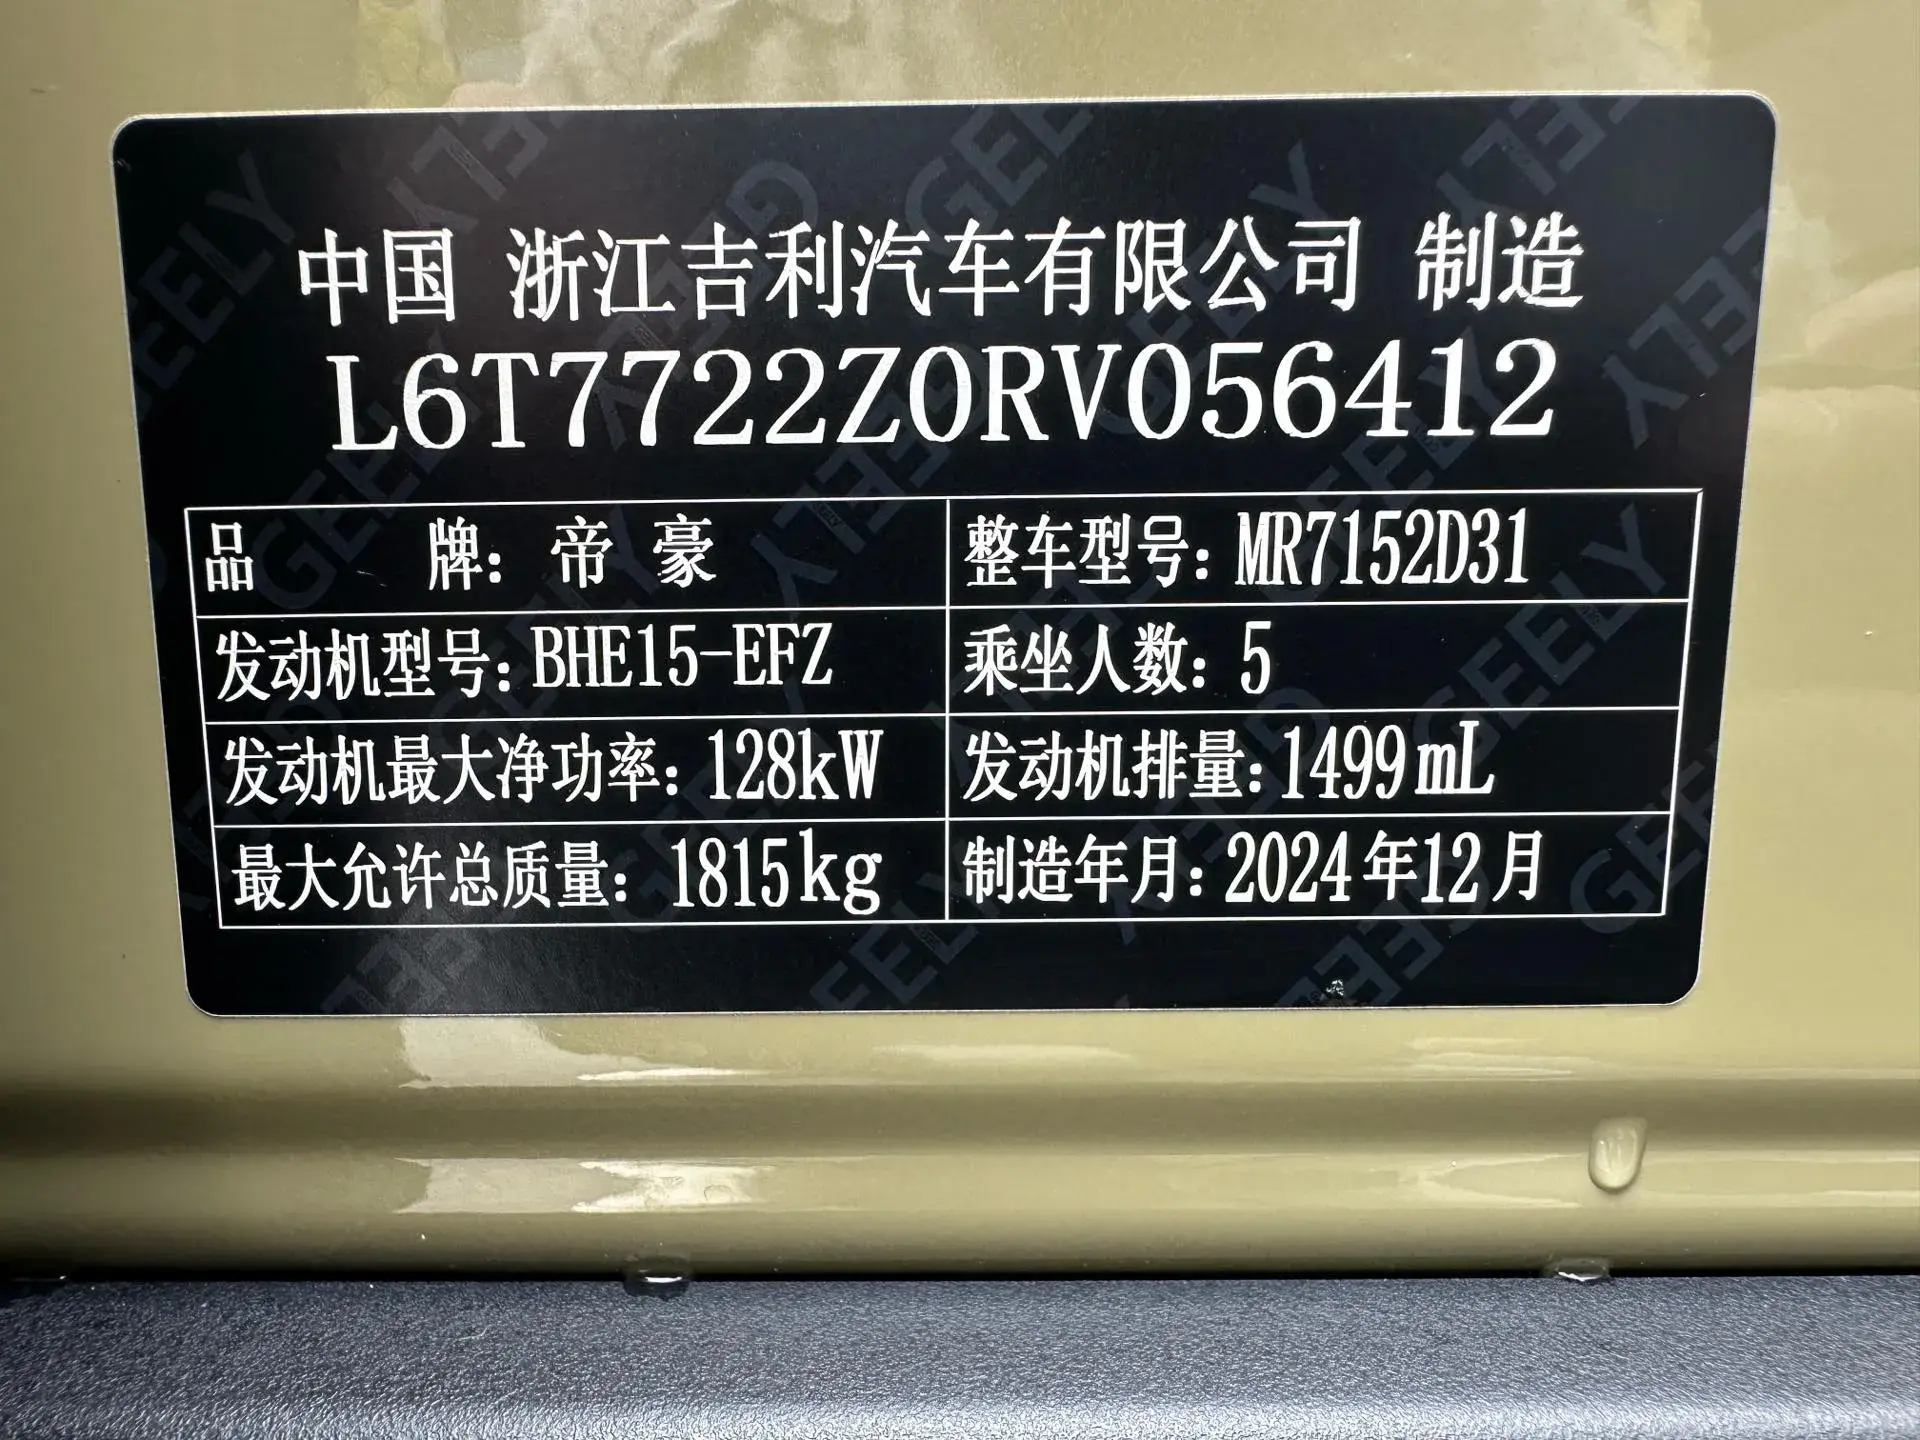 中国 浙江吉利汽车有限公司 制造
L6T7722Z0RV056412
品 牌：帝豪 整车型号：MR7152D31
发动机型号：BHE15-EFZ 乘坐人数：5
发动机最大净功率：128kW 发动机排量：1499mL
最大允许总质量：1815kg 制造年月：2024年12月